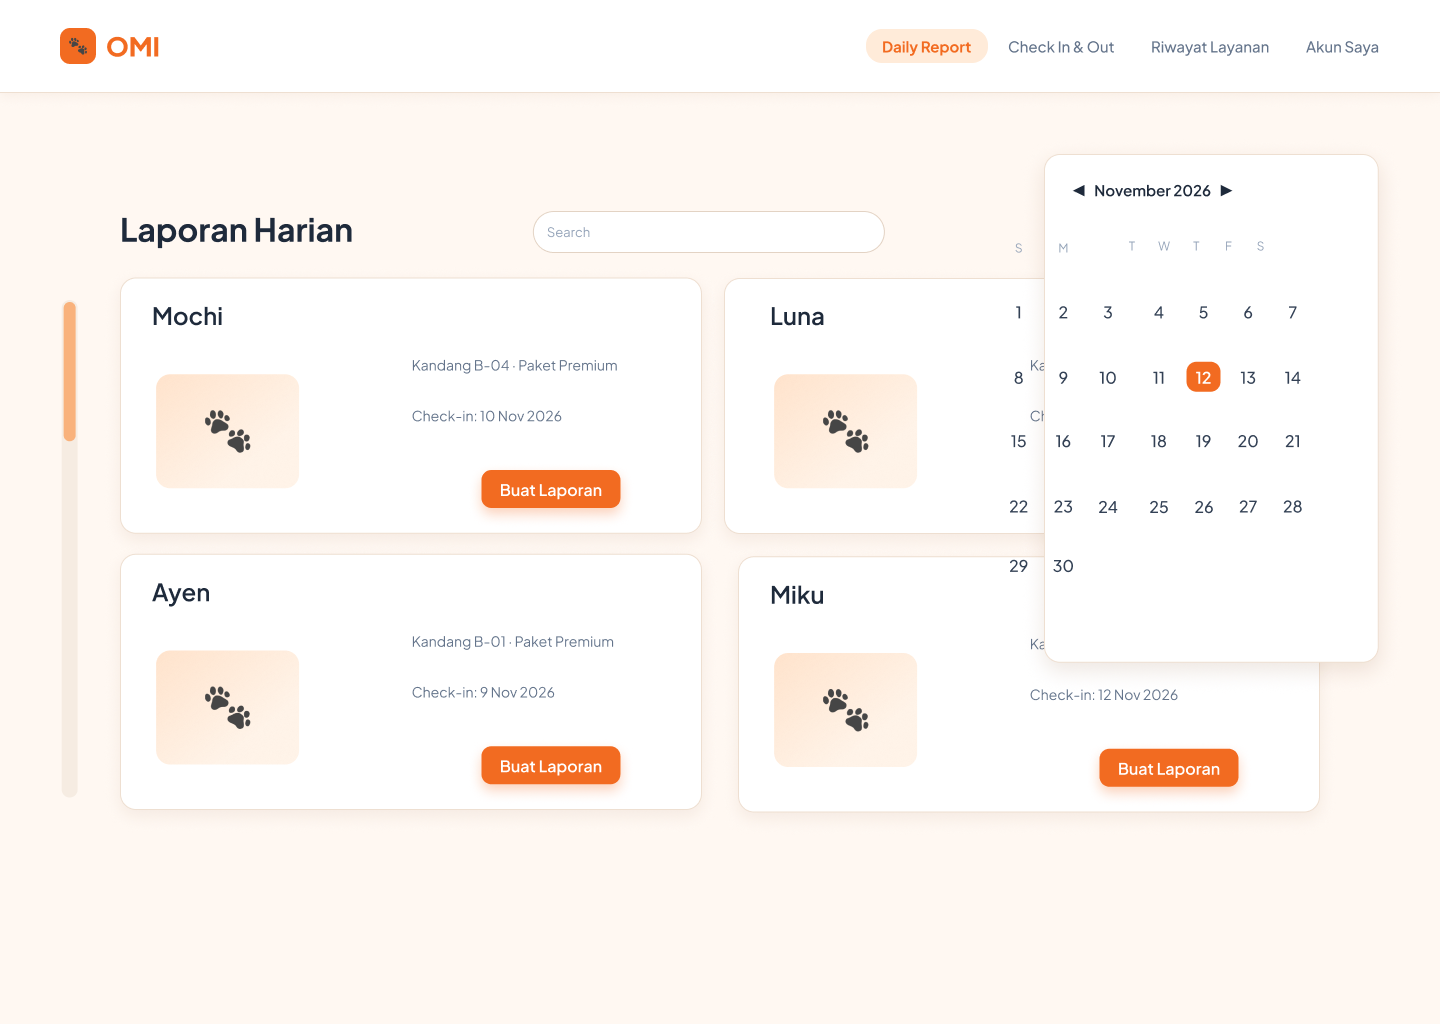 OMI
Daily Report
Check In & Out
Riwayat Layanan
Akun Saya
◀ November 2026 ▶
Laporan Harian
Search
S M T W T F S
1 2 3 4 5 6 7
8 9 10 11 12 13 14
15 16 17 18 19 20 21
22 23 24 25 26 27 28
29 30
Mochi
Kandang B-04 · Paket Premium
Check-in: 10 Nov 2026
Buat Laporan
Luna
Ka
Ch
Ayen
Kandang B-01 · Paket Premium
Check-in: 9 Nov 2026
Buat Laporan
Miku
Ka
Check-in: 12 Nov 2026
Buat Laporan